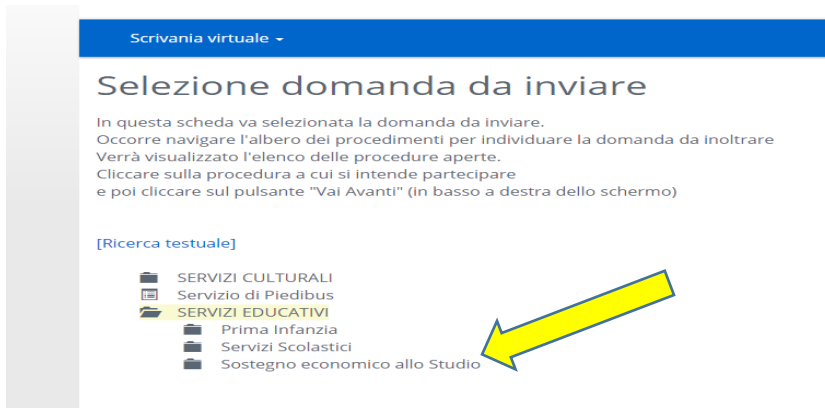 Scrivania virtuale
Selezione domanda da inviare
In questa scheda va selezionata la domanda da inviare.
Occorre navigare l'albero dei procedimenti per individuare la domanda da inoltrare
Verrà visualizzato l'elenco delle procedure aperte.
Cliccare sulla procedura a cui si intende partecipare
e poi cliccare sul pulsante "Vai Avanti" (in basso a destra dello schermo)
[Ricerca testuale]
SERVIZI CULTURALI
Servizio di Piedibus
SERVIZI EDUCATIVI
Prima Infanzia
Servizi Scolastici
Sostegno economico allo Studio